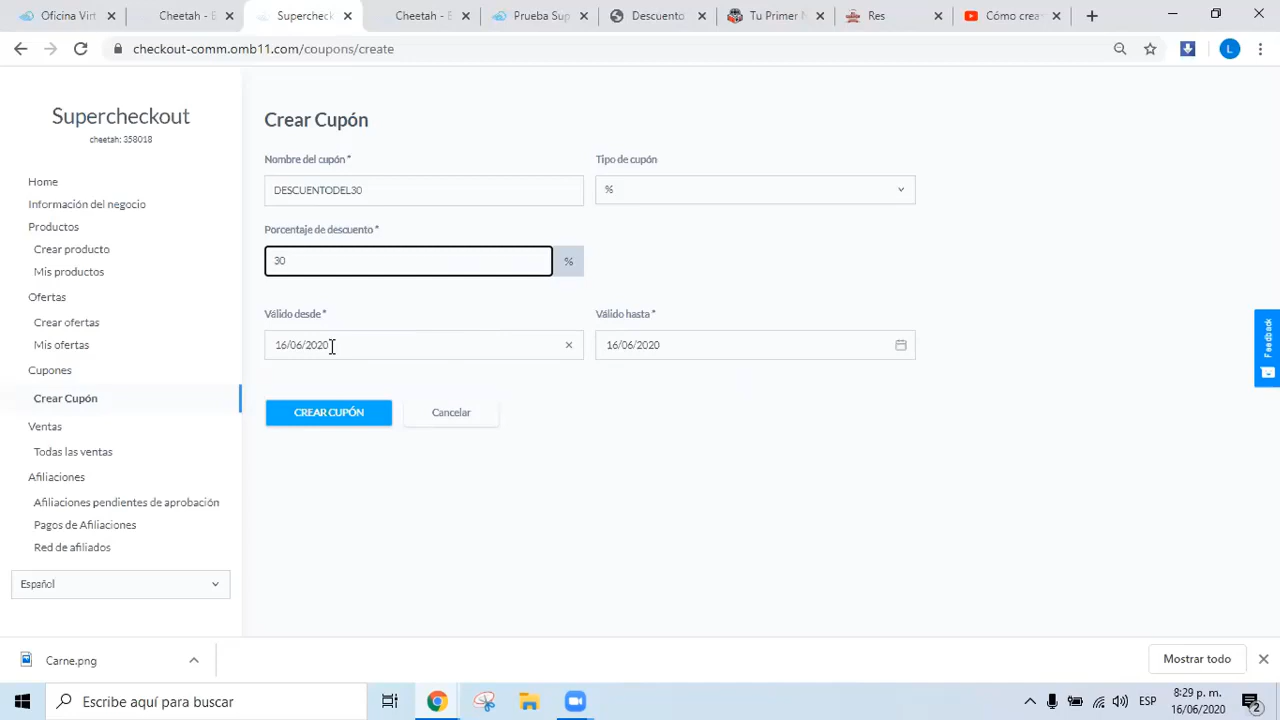 Oficina Virt
Cheetah - E
Supercheck
Cheetah - E
Prueba Sup
Descuento
Tu Primer N
Res
Cómo crea
checkout-comm.omb11.com/coupons/create
L
Supercheckout
cheetah: 358018
Home
Información del negocio
Productos
Crear producto
Mis productos
Ofertas
Crear ofertas
Mis ofertas
Cupones
Crear Cupón
Ventas
Todas las ventas
Afiliaciones
Afiliaciones pendientes de aprobación
Pagos de Afiliaciones
Red de afiliados
Español
Crear Cupón
Nombre del cupón *
Tipo de cupón
DESCUENTODEL30
%
Porcentaje de descuento *
30
%
Válido desde *
Válido hasta *
16/06/2020
16/06/2020
CREAR CUPÓN
Cancelar
Feedback
Carne.png
Mostrar todo
Escribe aquí para buscar
ESP
8:29 p. m.
16/06/2020
2